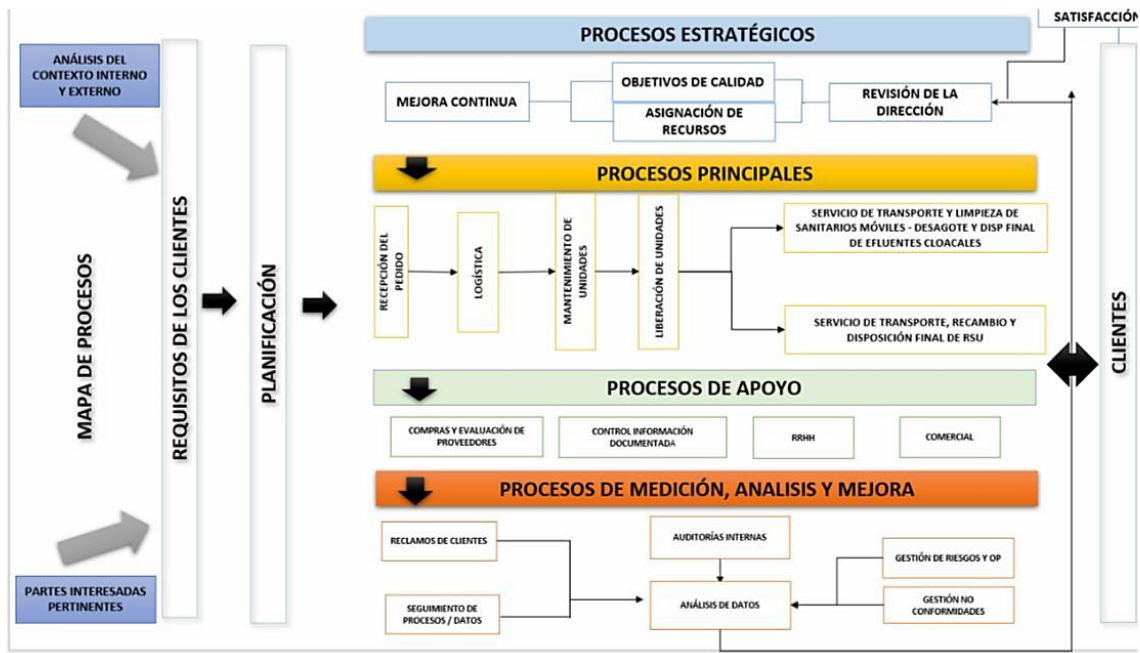 SATISFACCIÓN
PROCESOS ESTRATÉGICOS
ANÁLISIS DEL
CONTEXTO INTERNO
Y EXTERNO
MEJORA CONTINUA
OBJETIVOS DE CALIDAD
ASIGNACIÓN DE
RECURSOS
REVISIÓN DE LA
DIRECCIÓN
MAPA DE PROCESOS
REQUISITOS DE LOS CLIENTES
PLANIFICACIÓN
PROCESOS PRINCIPALES
RECEPCIÓN DEL
PEDIDO
LOGÍSTICA
MANTENIMIENTO DE
UNIDADES
LIBERACIÓN DE UNIDADES
SERVICIO DE TRANSPORTE Y LIMPIEZA DE
SANITARIOS MÓVILES - DESAGOTE Y DISP FINAL
DE EFLUENTES CLOACALES
SERVICIO DE TRANSPORTE, RECAMBIO Y
DISPOSICIÓN FINAL DE RSU
CLIENTES
PROCESOS DE APOYO
COMPRAS Y EVALUACIÓN DE
PROVEEDORES
CONTROL INFORMACIÓN
DOCUMENTADA
RRHH
COMERCIAL
PROCESOS DE MEDICIÓN, ANALISIS Y MEJORA
RECLAMOS DE CLIENTES
AUDITORÍAS INTERNAS
GESTIÓN DE RIESGOS Y OP
PARTES INTERESADAS
PERTINENTES
SEGUIMIENTO DE
PROCESOS / DATOS
ANÁLISIS DE DATOS
GESTIÓN NO
CONFORMIDADES